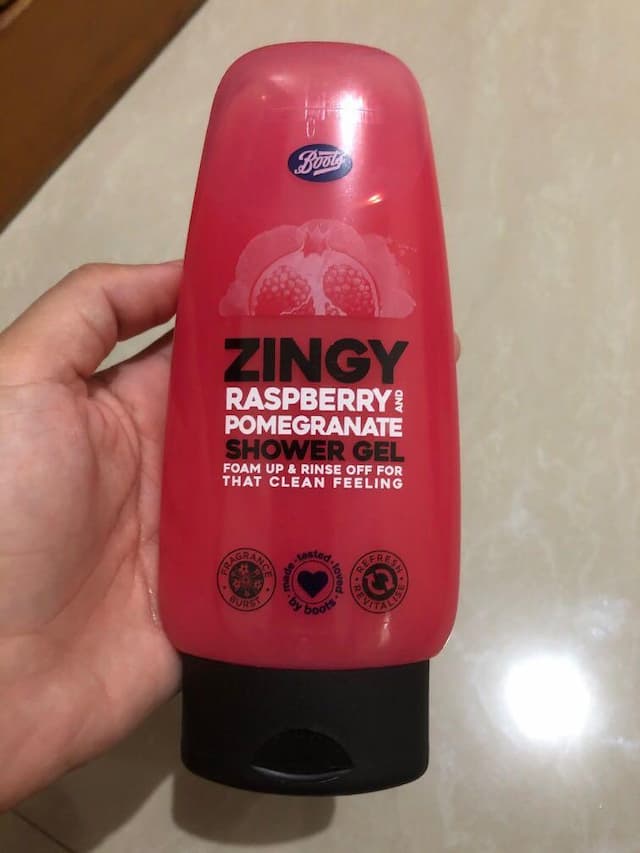 Boots
ZINGY
RASPBERRY AND
POMEGRANATE
SHOWER GEL
FOAM UP & RINSE OFF FOR
THAT CLEAN FEELING
FRAGRANCE BURST
made · tested · loved · by boots ·
REFRESH · REVITALISE ·